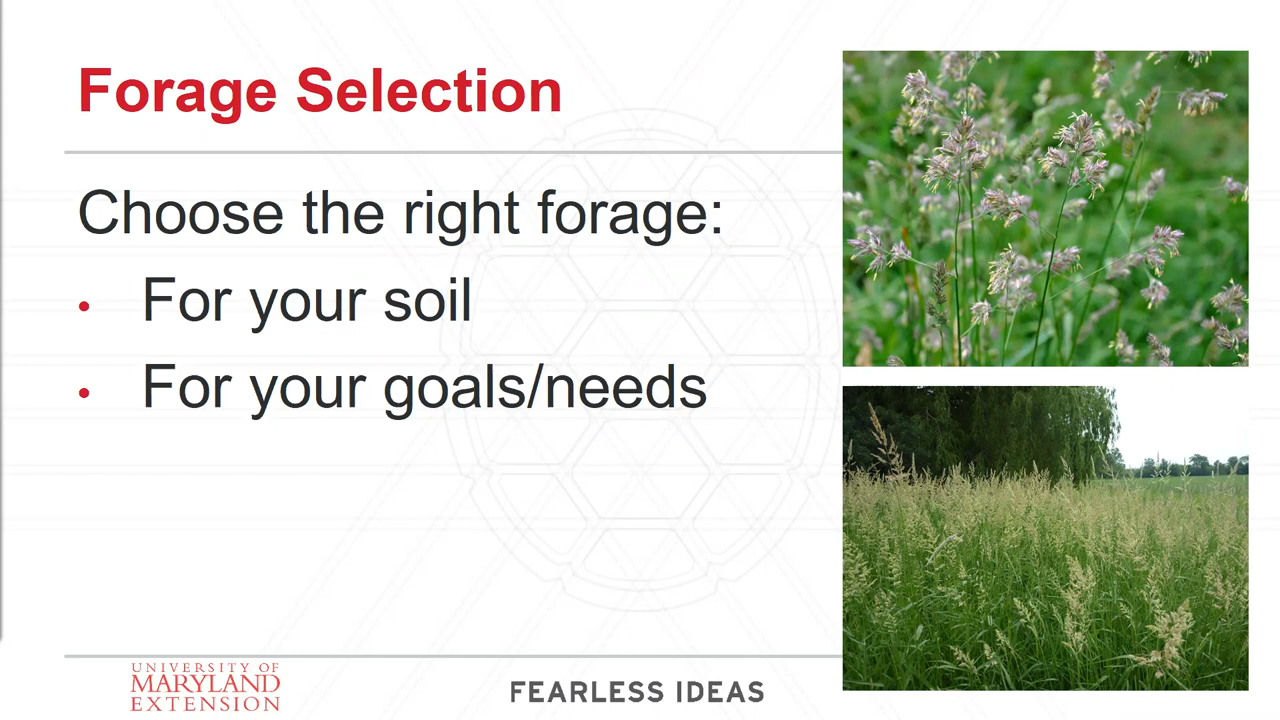 Forage Selection
Choose the right forage:
• For your soil
• For your goals/needs
UNIVERSITY OF
MARYLAND
EXTENSION
FEARLESS IDEAS